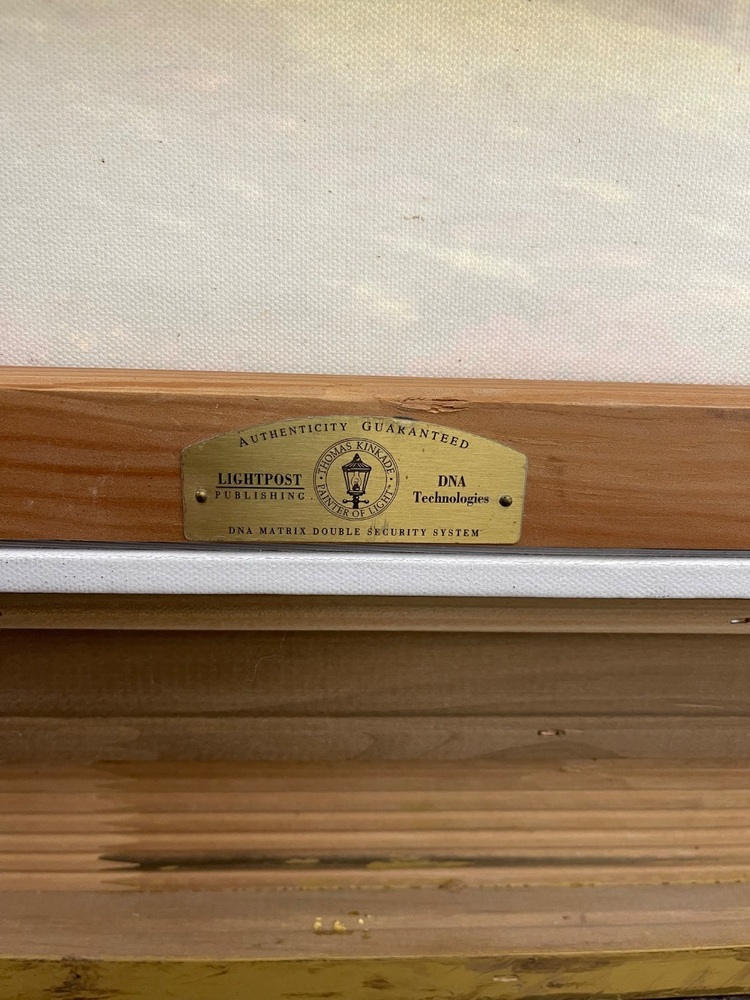 AUTHENTICITY GUARANTEED
LIGHTPOST
PUBLISHING
THOMAS KINKADE
PAINTER OF LIGHT
DNA
Technologies
DNA MATRIX DOUBLE SECURITY SYSTEM